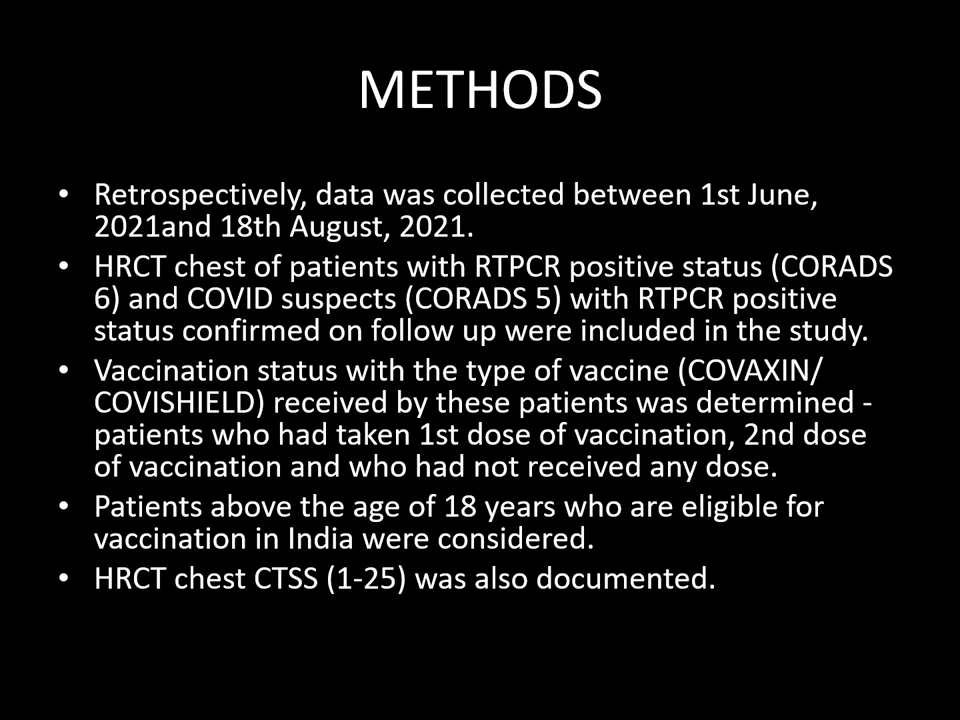 METHODS
• Retrospectively, data was collected between 1st June,
2021and 18th August, 2021.
• HRCT chest of patients with RTPCR positive status (CORADS
6) and COVID suspects (CORADS 5) with RTPCR positive
status confirmed on follow up were included in the study.
• Vaccination status with the type of vaccine (COVAXIN/
COVISHIELD) received by these patients was determined -
patients who had taken 1st dose of vaccination, 2nd dose
of vaccination and who had not received any dose.
• Patients above the age of 18 years who are eligible for
vaccination in India were considered.
• HRCT chest CTSS (1-25) was also documented.